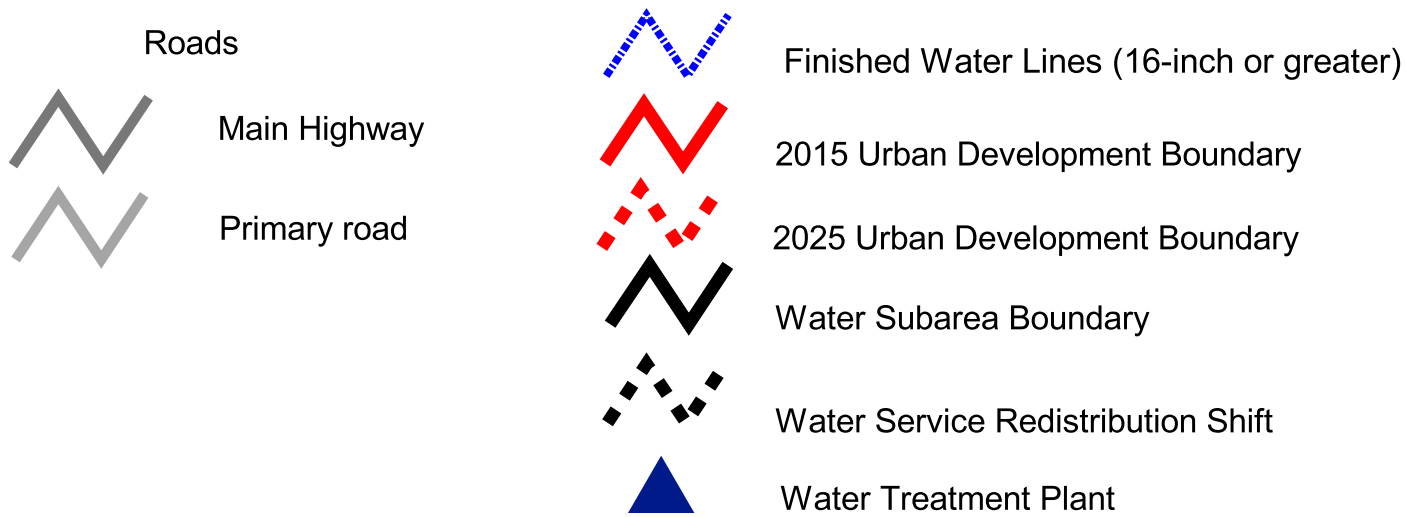 Roads
Main Highway
Primary road
Finished Water Lines (16-inch or greater)
2015 Urban Development Boundary
2025 Urban Development Boundary
Water Subarea Boundary
Water Service Redistribution Shift
Water Treatment Plant